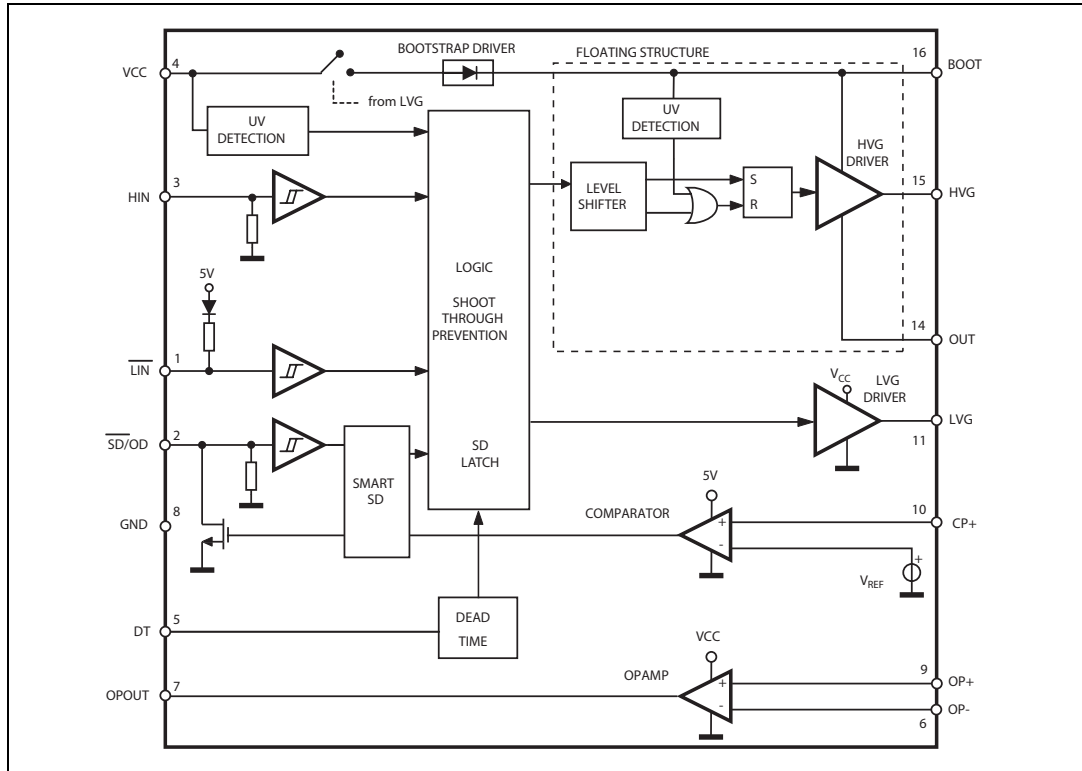 BOOTSTRAP DRIVER
FLOATING STRUCTURE
4
16
VCC
BOOT
from LVG
UV
DETECTION
UV
DETECTION
HVG
DRIVER
3
15
HIN
HVG
LEVEL
SHIFTER
S
R
LOGIC
SHOOT
THROUGH
PREVENTION
5V
14
OUT
LIN
1
VCC
LVG
DRIVER
LVG
11
SD/OD
2
SD
LATCH
SMART
SD
5V
GND
8
COMPARATOR
10
CP+
+
-
+
VREF
DT
5
DEAD
TIME
VCC
OPAMP
OPOUT
7
9
OP+
+
-
OP-
6